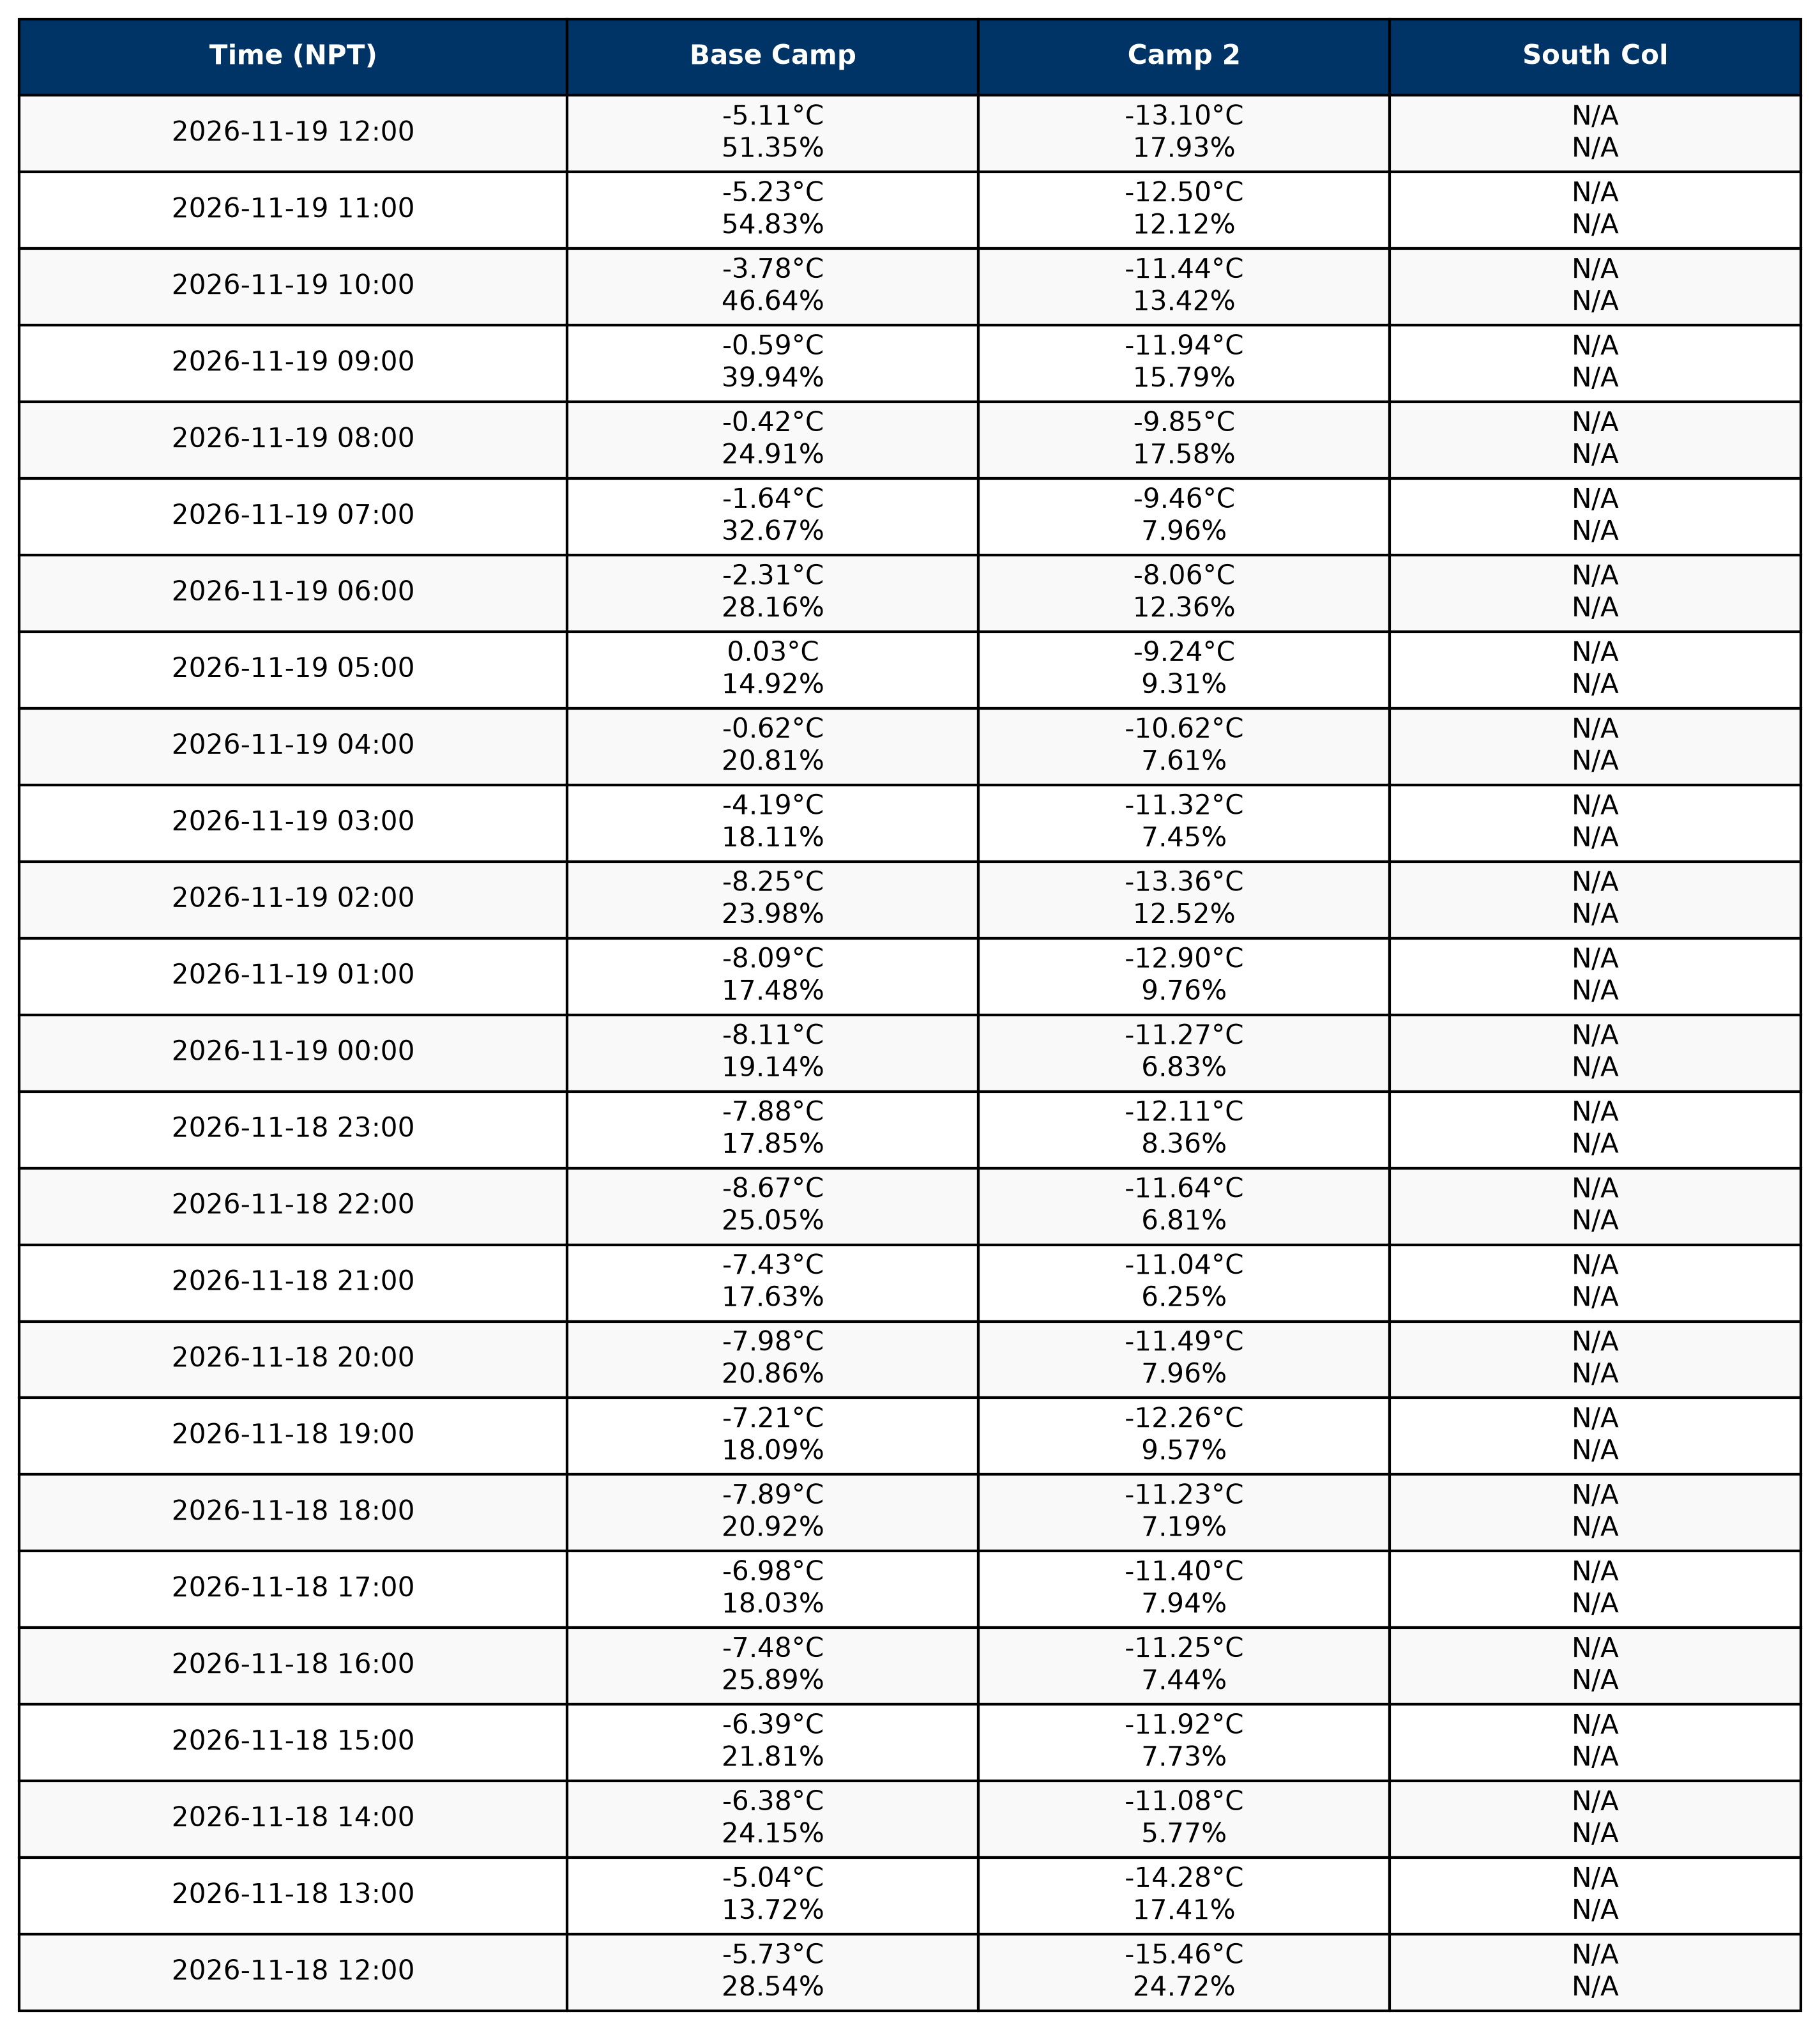 Time (NPT) Base Camp Camp 2 South Col
2026-11-19 12:00 -5.11°C -13.10°C N/A
51.35% 17.93% N/A
2026-11-19 11:00 -5.23°C -12.50°C N/A
54.83% 12.12% N/A
2026-11-19 10:00 -3.78°C -11.44°C N/A
46.64% 13.42% N/A
2026-11-19 09:00 -0.59°C -11.94°C N/A
39.94% 15.79% N/A
2026-11-19 08:00 -0.42°C -9.85°C N/A
24.91% 17.58% N/A
2026-11-19 07:00 -1.64°C -9.46°C N/A
32.67% 7.96% N/A
2026-11-19 06:00 -2.31°C -8.06°C N/A
28.16% 12.36% N/A
2026-11-19 05:00 0.03°C -9.24°C N/A
14.92% 9.31% N/A
2026-11-19 04:00 -0.62°C -10.62°C N/A
20.81% 7.61% N/A
2026-11-19 03:00 -4.19°C -11.32°C N/A
18.11% 7.45% N/A
2026-11-19 02:00 -8.25°C -13.36°C N/A
23.98% 12.52% N/A
2026-11-19 01:00 -8.09°C -12.90°C N/A
17.48% 9.76% N/A
2026-11-19 00:00 -8.11°C -11.27°C N/A
19.14% 6.83% N/A
2026-11-18 23:00 -7.88°C -12.11°C N/A
17.85% 8.36% N/A
2026-11-18 22:00 -8.67°C -11.64°C N/A
25.05% 6.81% N/A
2026-11-18 21:00 -7.43°C -11.04°C N/A
17.63% 6.25% N/A
2026-11-18 20:00 -7.98°C -11.49°C N/A
20.86% 7.96% N/A
2026-11-18 19:00 -7.21°C -12.26°C N/A
18.09% 9.57% N/A
2026-11-18 18:00 -7.89°C -11.23°C N/A
20.92% 7.19% N/A
2026-11-18 17:00 -6.98°C -11.40°C N/A
18.03% 7.94% N/A
2026-11-18 16:00 -7.48°C -11.25°C N/A
25.89% 7.44% N/A
2026-11-18 15:00 -6.39°C -11.92°C N/A
21.81% 7.73% N/A
2026-11-18 14:00 -6.38°C -11.08°C N/A
24.15% 5.77% N/A
2026-11-18 13:00 -5.04°C -14.28°C N/A
13.72% 17.41% N/A
2026-11-18 12:00 -5.73°C -15.46°C N/A
28.54% 24.72% N/A